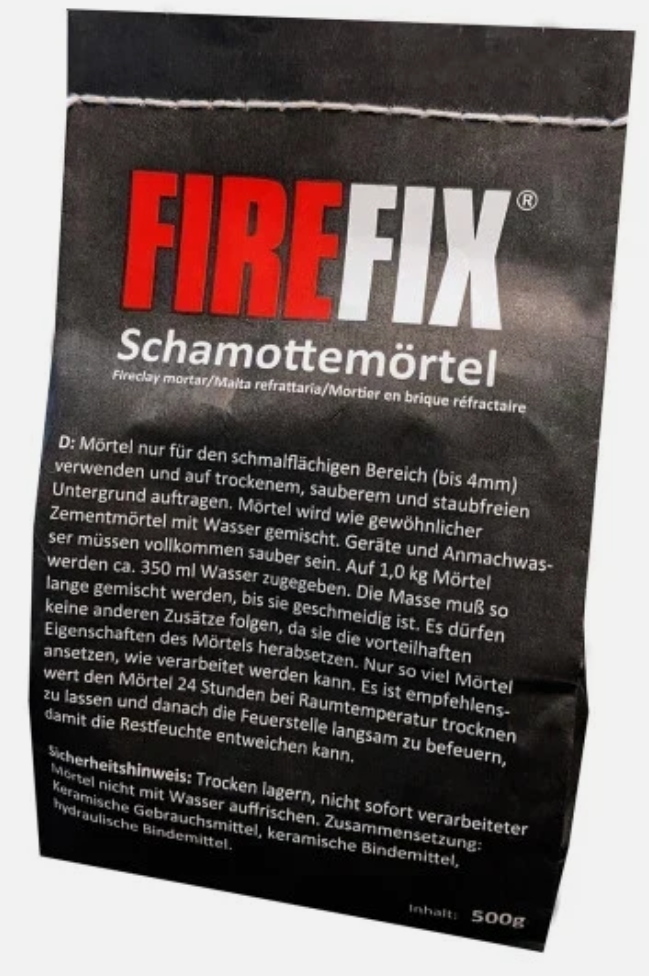 FIREFIX®
Schamottemörtel
Fireclay mortar/Malta refrattaria/Mortier en brique réfractaire
D: Mörtel nur für den schmalflächigen Bereich (bis 4mm)
verwenden und auf trockenem, sauberem und staubfreien
Untergrund auftragen. Mörtel wird wie gewöhnlicher
Zementmörtel mit Wasser gemischt. Geräte und Anmachwas-
ser müssen vollkommen sauber sein. Auf 1,0 kg Mörtel
werden ca. 350 ml Wasser zugegeben. Die Masse muß so
lange gemischt werden, bis sie geschmeidig ist. Es dürfen
keine anderen Zusätze folgen, da sie die vorteilhaften
Eigenschaften des Mörtels herabsetzen. Nur so viel Mörtel
ansetzen, wie verarbeitet werden kann. Es ist empfehlens-
wert den Mörtel 24 Stunden bei Raumtemperatur trocknen
zu lassen und danach die Feuerstelle langsam zu befeuern,
damit die Restfeuchte entweichen kann.
Sicherheitshinweis: Trocken lagern, nicht sofort verarbeiteter
Mörtel nicht mit Wasser auffrischen. Zusammensetzung:
keramische Gebrauchsmittel, keramische Bindemittel,
hydraulische Bindemittel.
Inhalt: 500g